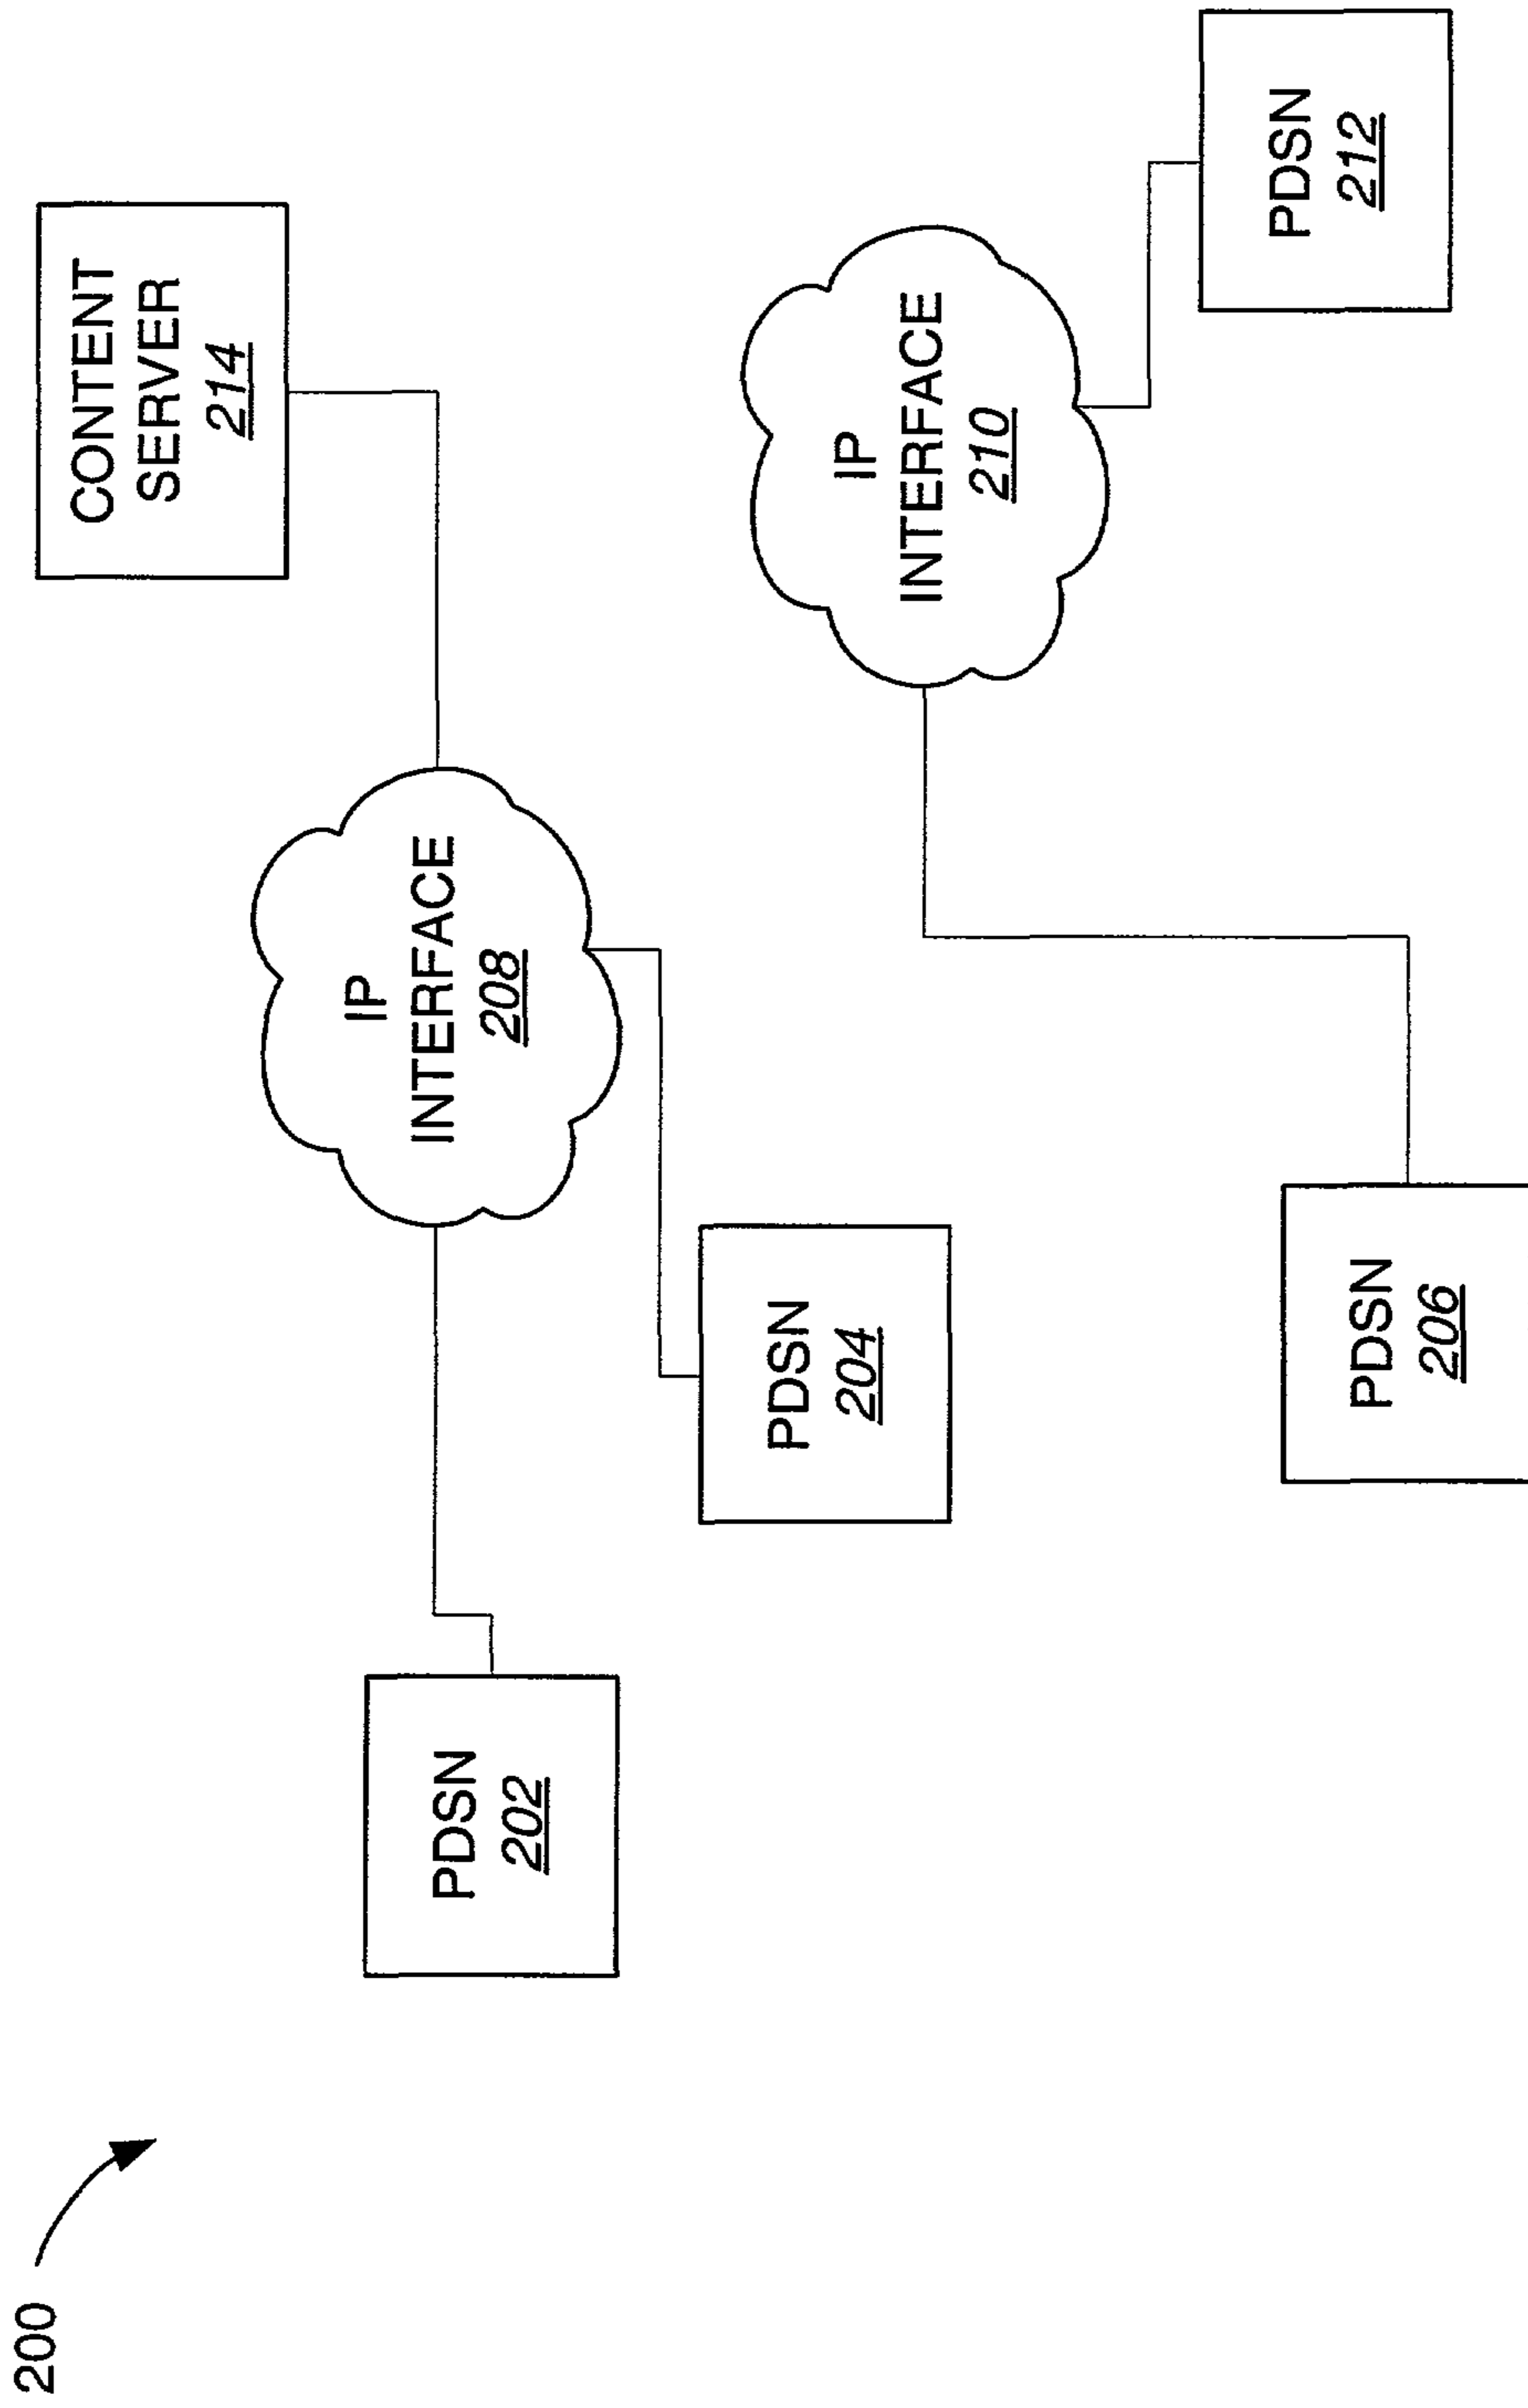 200
CONTENT
SERVER
214
IP
INTERFACE
208
IP
INTERFACE
210
PDSN
202
PDSN
204
PDSN
206
PDSN
212